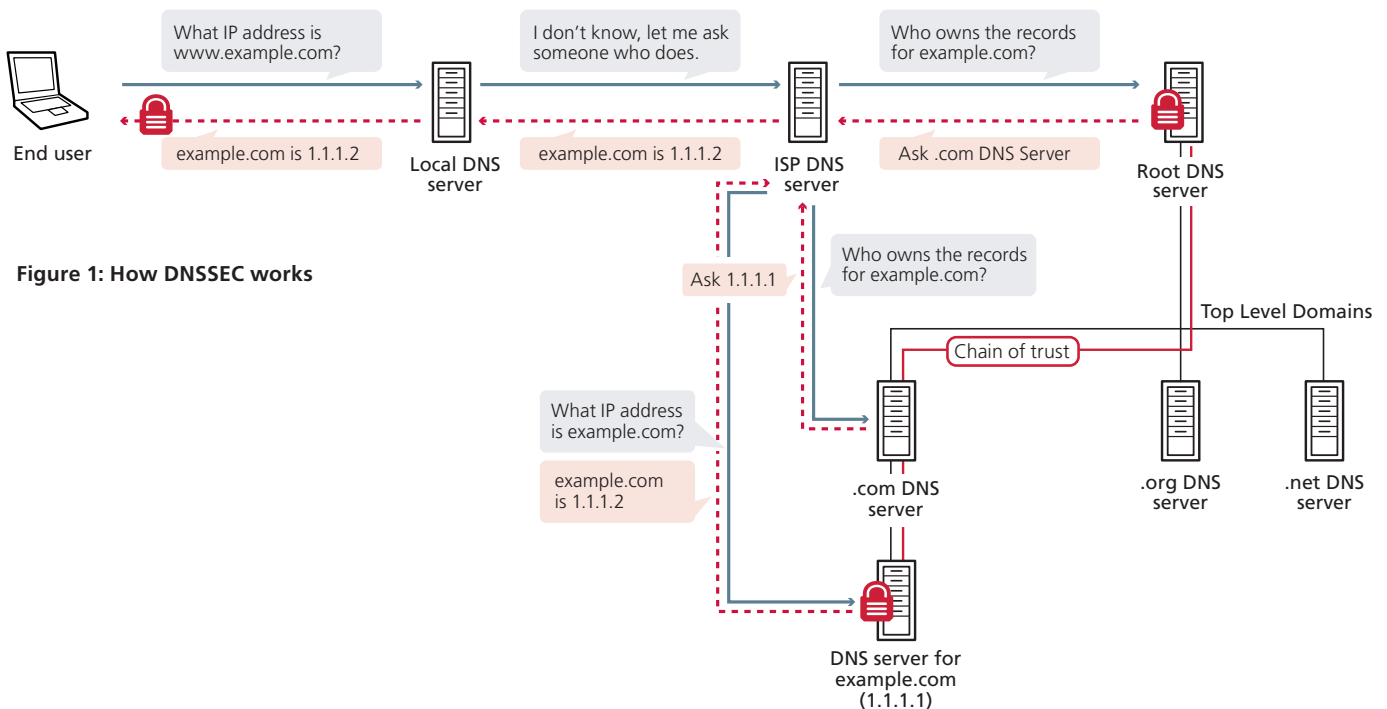 What IP address is
www.example.com?
I don't know, let me ask
someone who does.
Who owns the records
for example.com?
End user
example.com is 1.1.1.2
Local DNS
server
example.com is 1.1.1.2
ISP DNS
server
Ask .com DNS Server
Root DNS
server
Figure 1: How DNSSEC works
Ask 1.1.1.1
Who owns the records
for example.com?
Top Level Domains
Chain of trust
What IP address
is example.com?
example.com
is 1.1.1.2
.com DNS
server
.org DNS
server
.net DNS
server
DNS server for
example.com
(1.1.1.1)